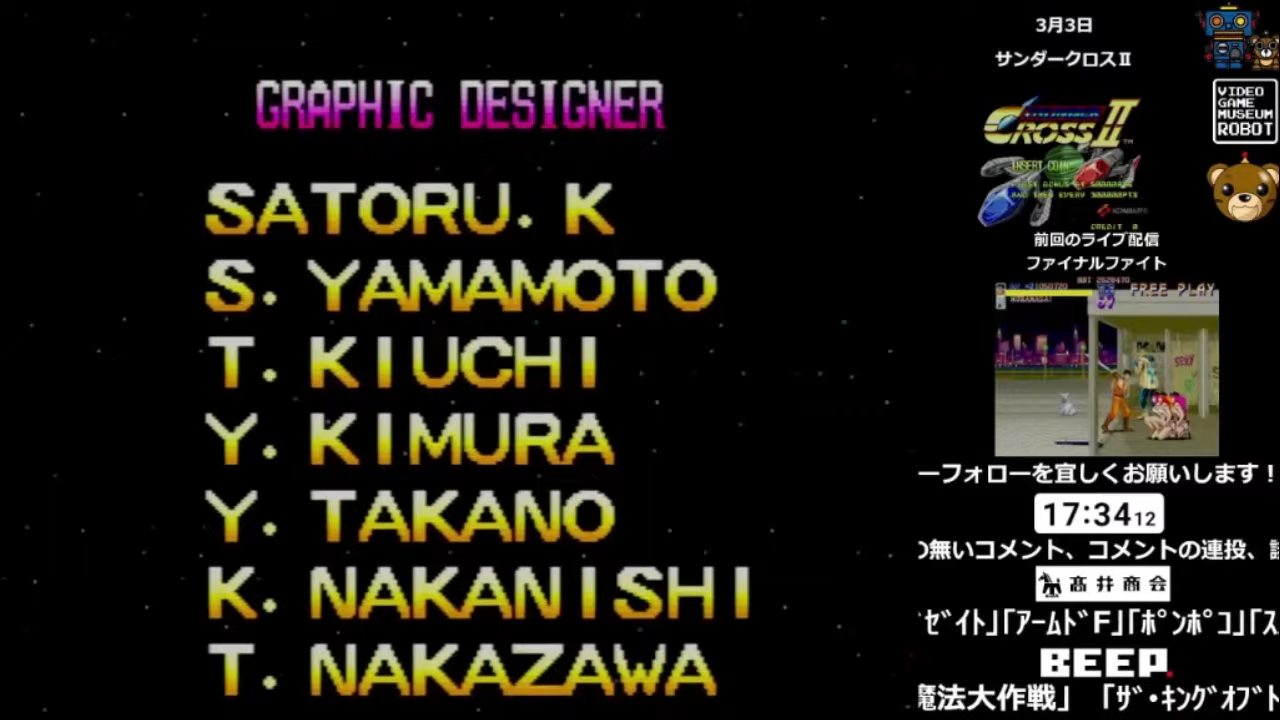 GRAPHIC DESIGNER
SATORU. K
S. YAMAMOTO
T. KIUCHI
Y. KIMURA
Y. TAKANO
K. NAKANISHI
T. NAKAZAWA
3月3日
サンダークロスⅡ
CROSS Ⅱ
INSERT COIN
KONAMI
CREDIT 0
前回のライブ配信
ファイナルファイト
FREE PLAY
ーフォローを宜しくお願いします!
17:34 12
の無いコメント、コメントの連投、
髙井商会
ゼイト」「アームドF」「ポンポコ」「ス
BEEP.
魔法大作戦」 「ザ・キングオブト
VIDEO
GAME
MUSEUM
ROBOT